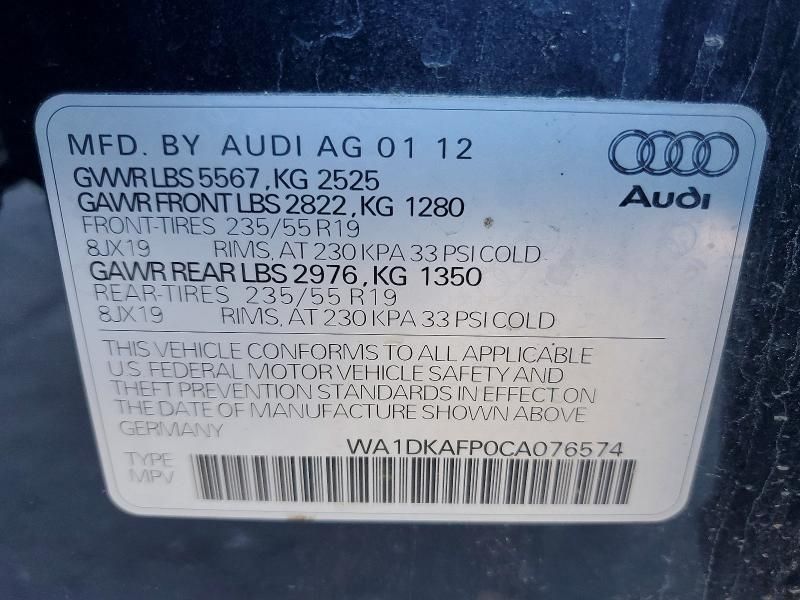 MFD. BY AUDI AG 01 12
GVWR LBS 5567, KG 2525
GAWR FRONT LBS 2822, KG 1280
FRONT-TIRES 235/55 R19
8JX19 RIMS, AT 230 KPA 33 PSI COLD
GAWR REAR LBS 2976, KG 1350
REAR-TIRES 235/55 R19
8JX19 RIMS, AT 230 KPA 33 PSI COLD
Audi
THIS VEHICLE CONFORMS TO ALL APPLICABLE
U.S. FEDERAL MOTOR VEHICLE SAFETY AND
THEFT PREVENTION STANDARDS IN EFFECT ON
THE DATE OF MANUFACTURE SHOWN ABOVE.
GERMANY
WA1DKAFP0CA076574
TYPE
MPV